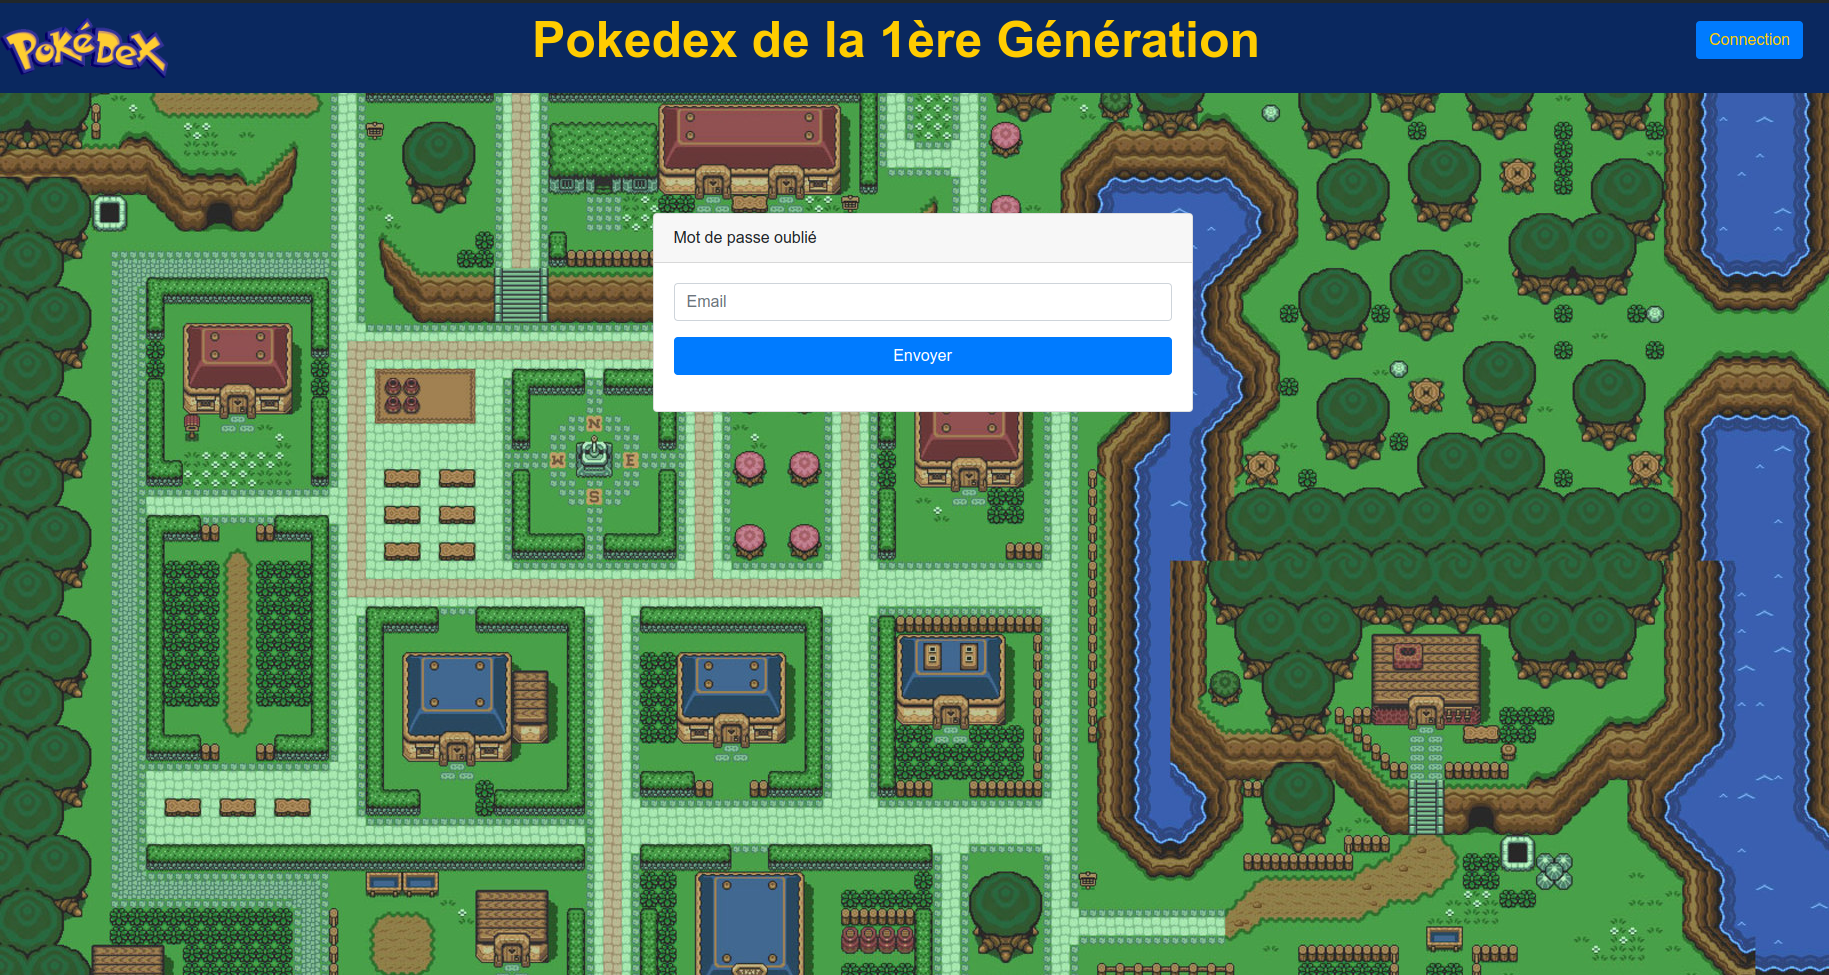 POKéDEX
Pokedex de la 1ère Génération
Connection
Mot de passe oublié
Email
Envoyer
N
W E
S